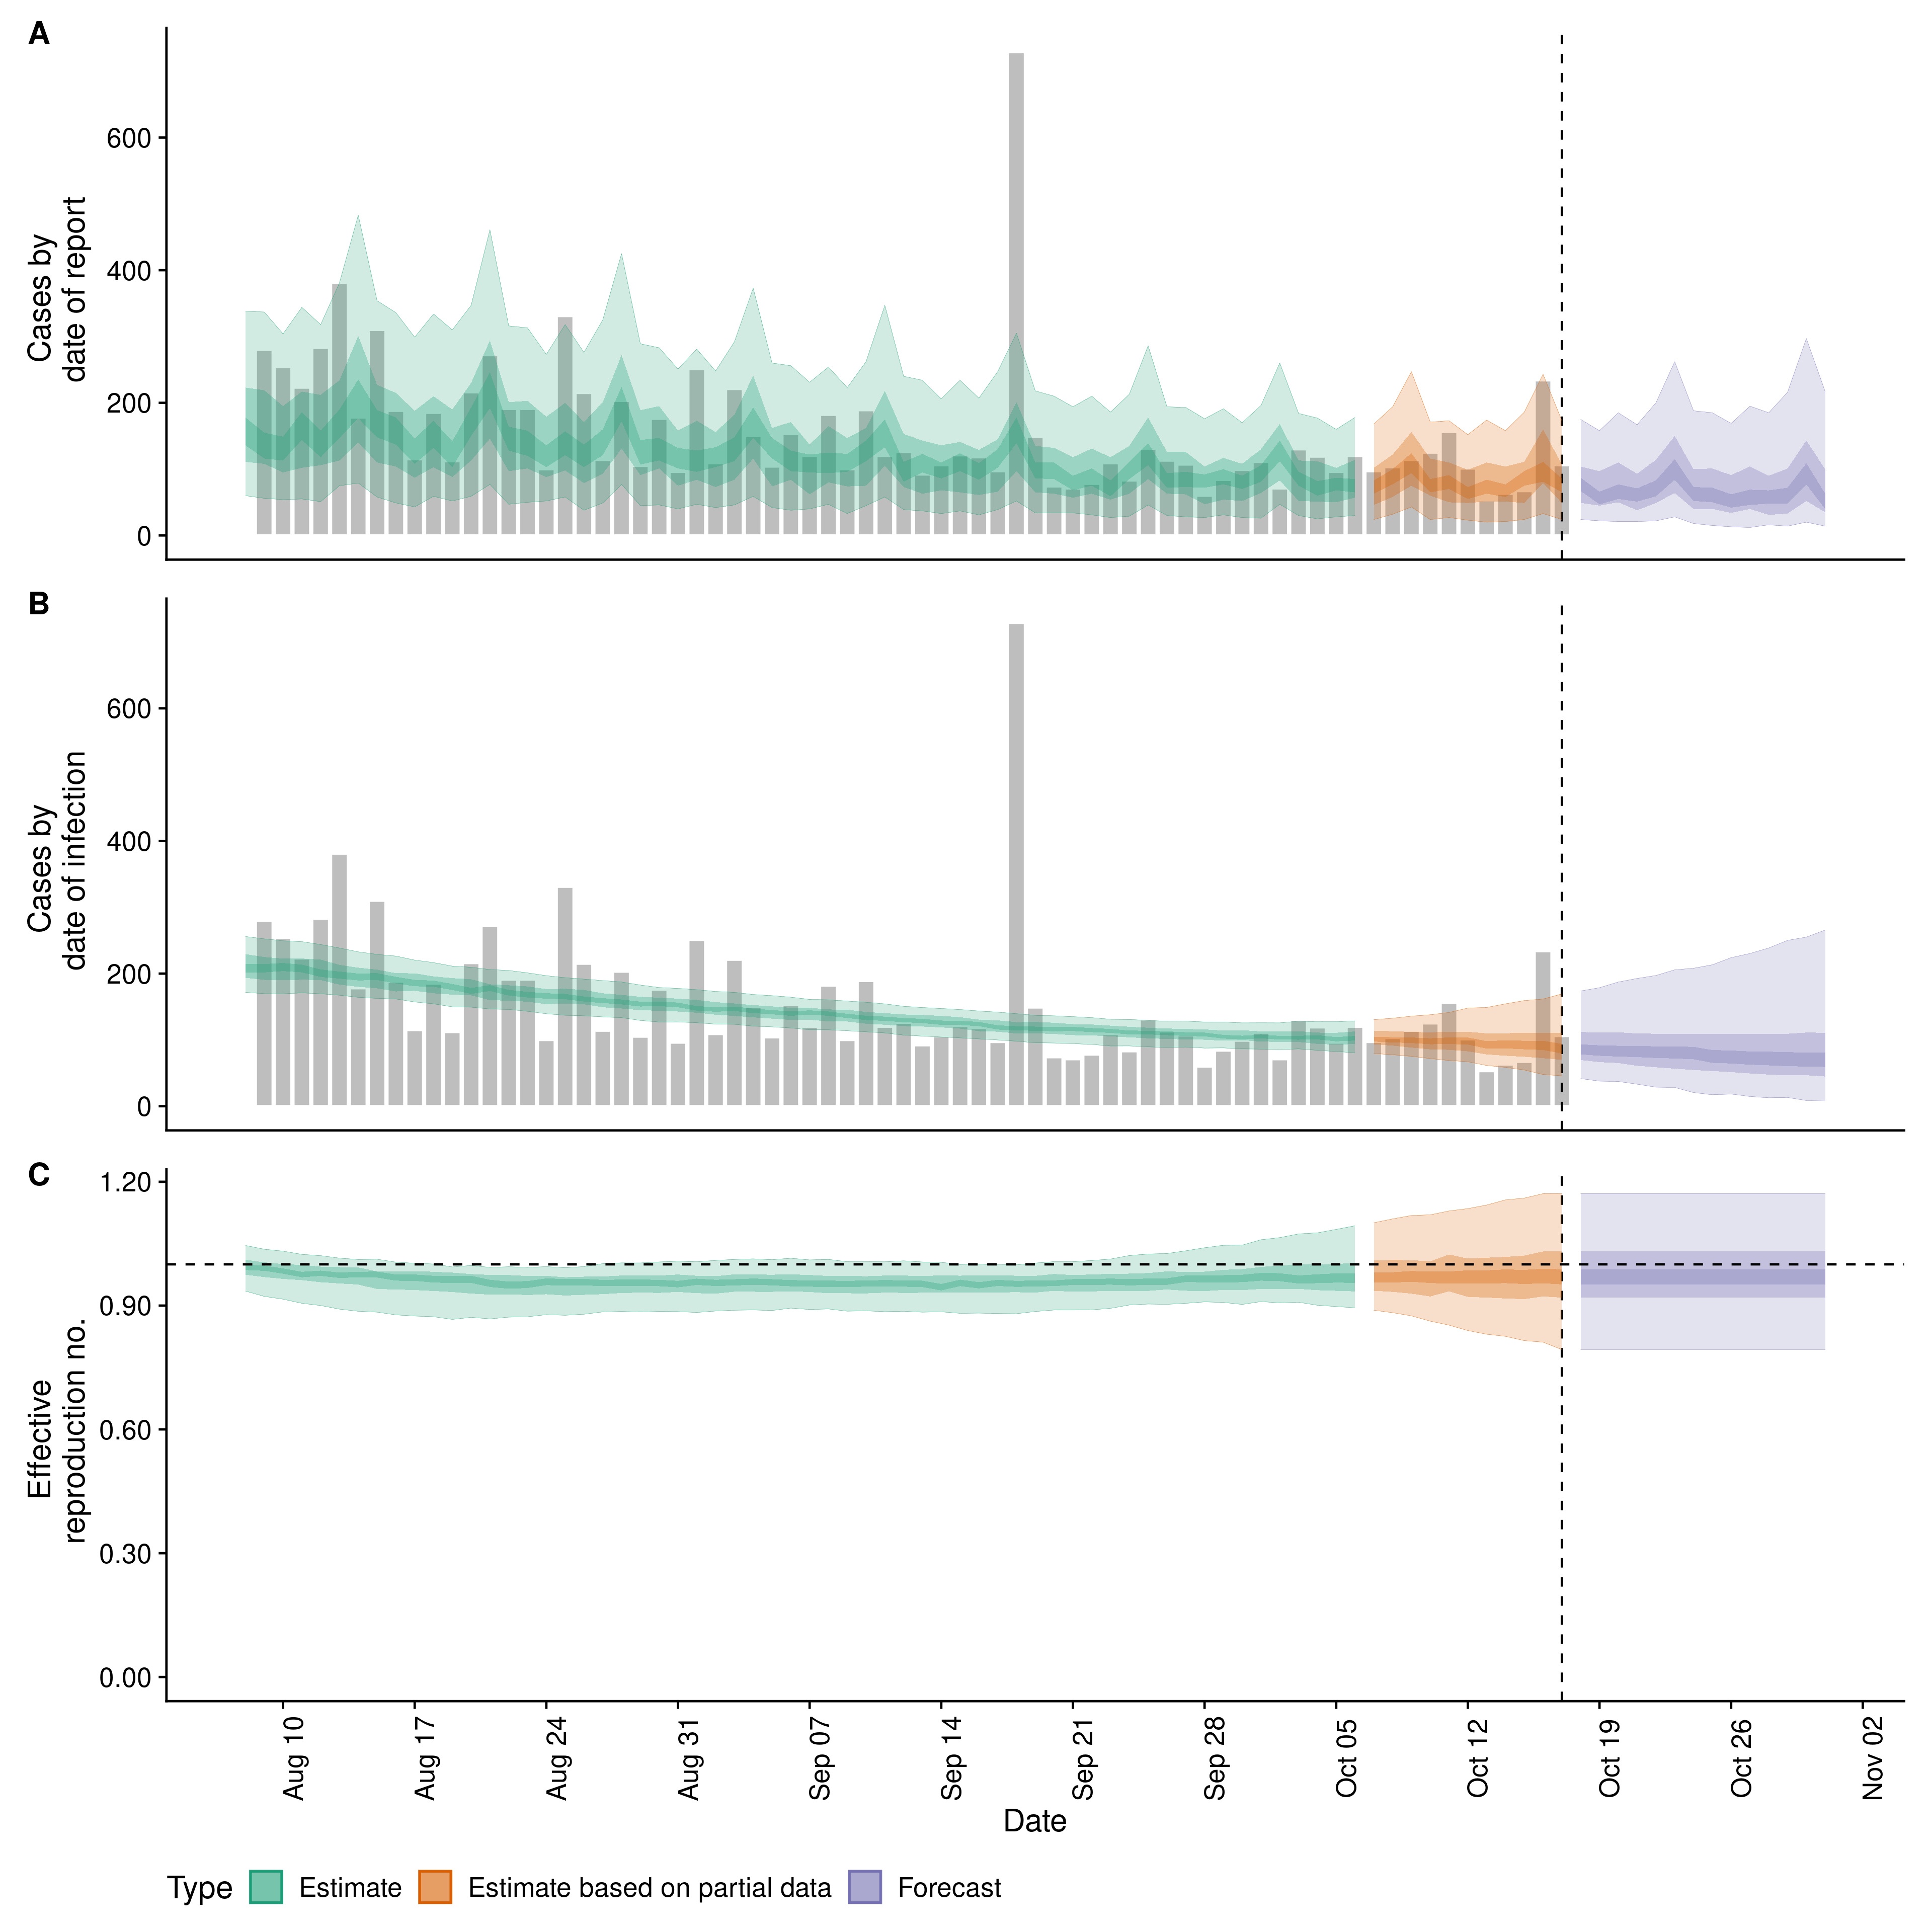 A
Cases by
date of report
600
400
200
0
B
Cases by
date of infection
600
400
200
0
C
Effective
reproduction no.
1.20
0.90
0.60
0.30
0.00
Aug 10
Aug 17
Aug 24
Aug 31
Sep 07
Sep 14
Sep 21
Sep 28
Oct 05
Oct 12
Oct 19
Oct 26
Nov 02
Date
Type Estimate Estimate based on partial data Forecast